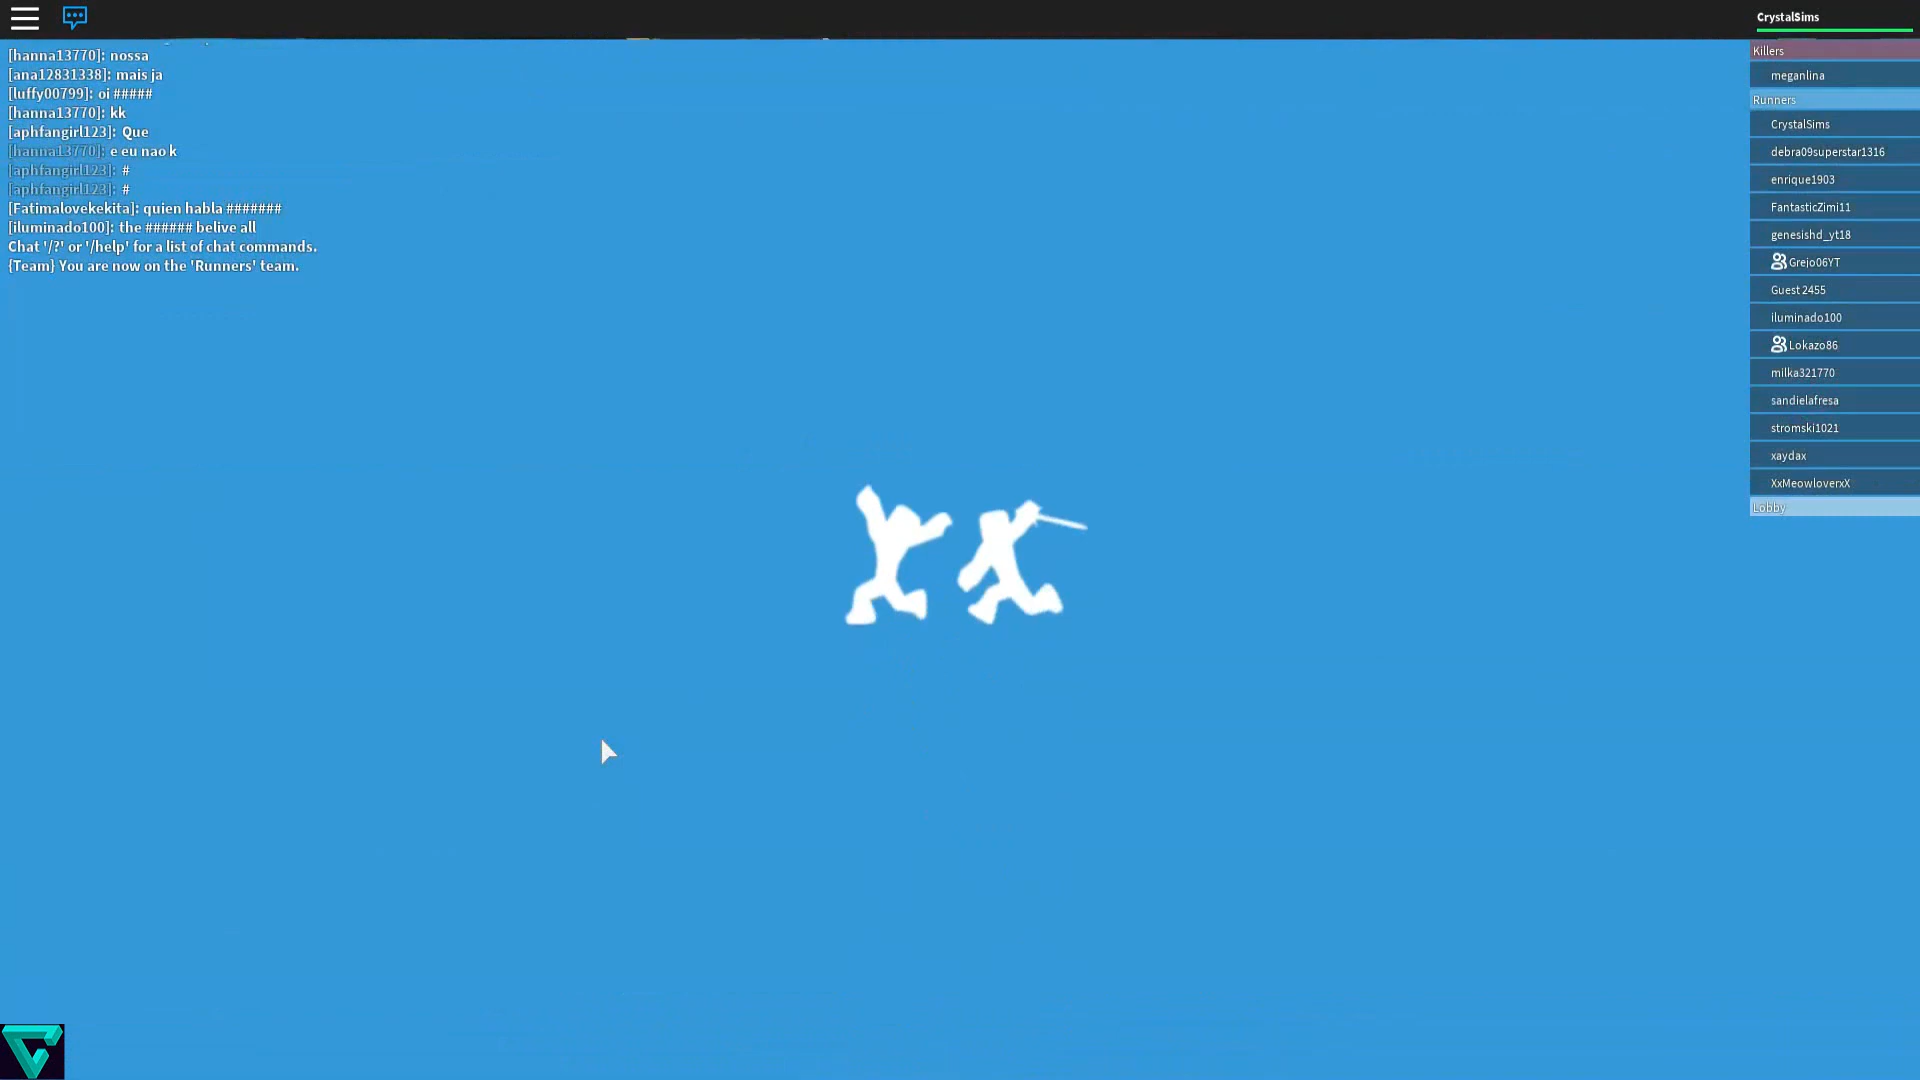 CrystalSims
[hanna13770]: nossa
[ana12831338]: mais ja
[luffy00799]: oi #####
[hanna13770]: kk
[aphfangirl123]: Que
[hanna13770]: e eu nao k
[aphfangirl123]: #
[aphfangirl123]: #
[Fatimalovekekita]: quien habla #######
[iluminado100]: the ###### belive all
Chat '/?' or '/help' for a list of chat commands.
{Team} You are now on the 'Runners' team.
Killers
meganlina
Runners
CrystalSims
debra09superstar1316
enrique1903
FantasticZimi11
genesishd_yt18
Grejo06YT
Guest 2455
iluminado100
Lokazo86
milka321770
sandielafresa
stromski1021
xaydax
XxMeowloverxX
Lobby